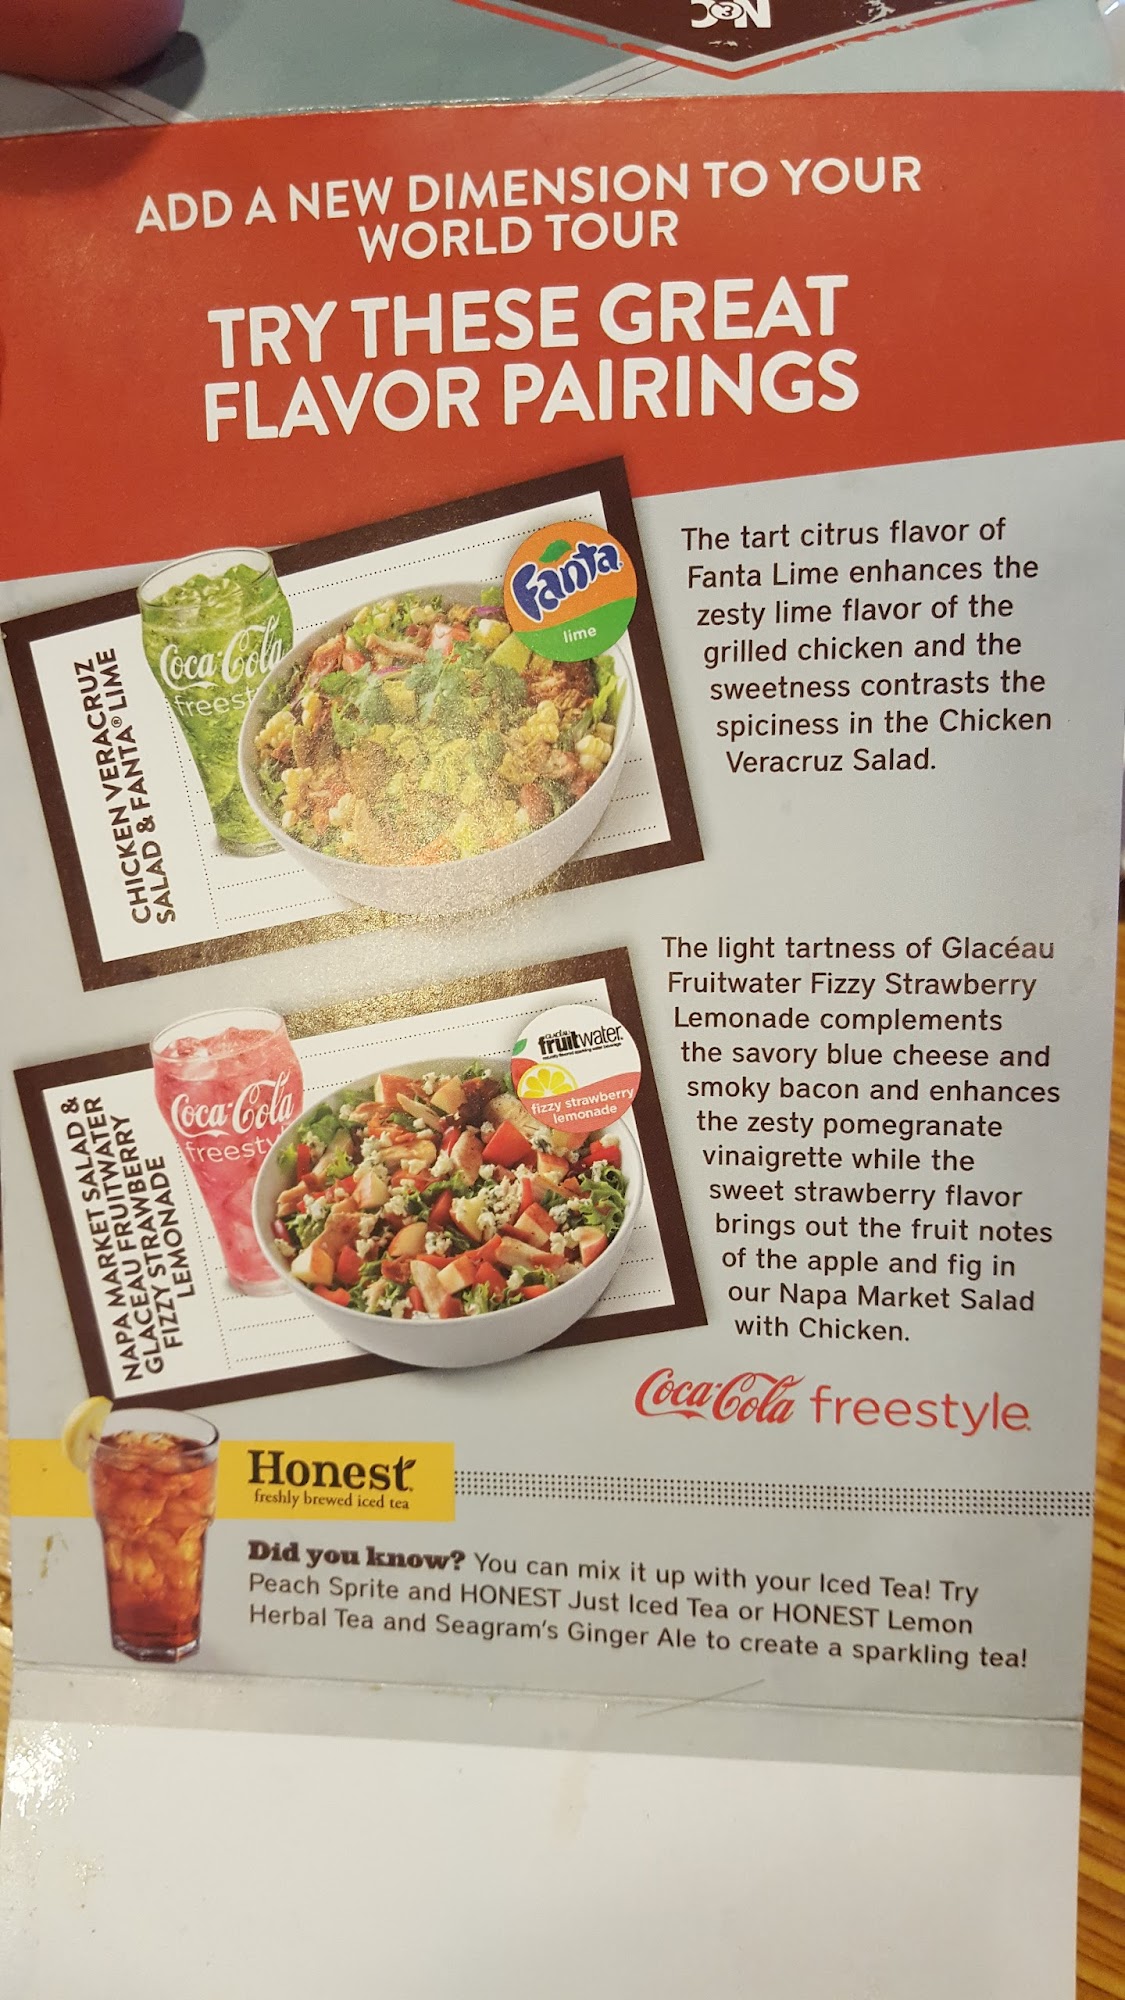 ADD A NEW DIMENSION TO YOUR
WORLD TOUR
TRY THESE GREAT
FLAVOR PAIRINGS
CHICKEN VERACRUZ
SALAD & FANTA® LIME
Coca-Cola
freest
Fanta
lime
The tart citrus flavor of
Fanta Lime enhances the
zesty lime flavor of the
grilled chicken and the
sweetness contrasts the
spiciness in the Chicken
Veracruz Salad.
NAPA MARKET SALAD &
GLACEAU FRUITWATER
FIZZY STRAWBERRY
LEMONADE
Coca-Cola
freesty
fruitwater
fizzy strawberry
lemonade
The light tartness of Glacéau
Fruitwater Fizzy Strawberry
Lemonade complements
the savory blue cheese and
smoky bacon and enhances
the zesty pomegranate
vinaigrette while the
sweet strawberry flavor
brings out the fruit notes
of the apple and fig in
our Napa Market Salad
with Chicken.
Coca-Cola freestyle
Honest
freshly brewed iced tea
Did you know? You can mix it up with your Iced Tea! Try
Peach Sprite and HONEST Just Iced Tea or HONEST Lemon
Herbal Tea and Seagram's Ginger Ale to create a sparkling tea!